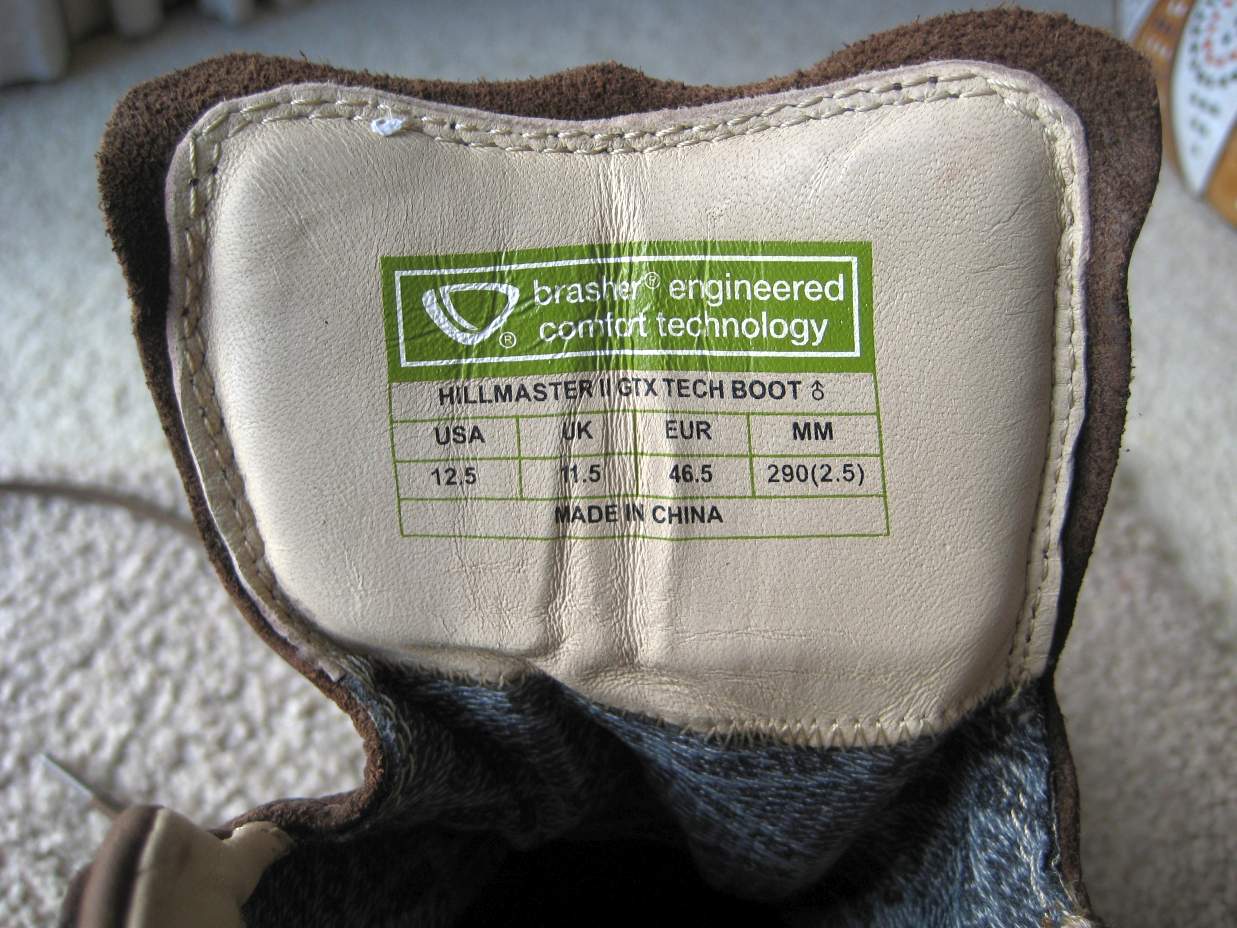 brasher® engineered
comfort technology ®
HILLMASTER II GTX TECH BOOT ♂
USA UK EUR MM
12.5 11.5 46.5 290(2.5)
MADE IN CHINA